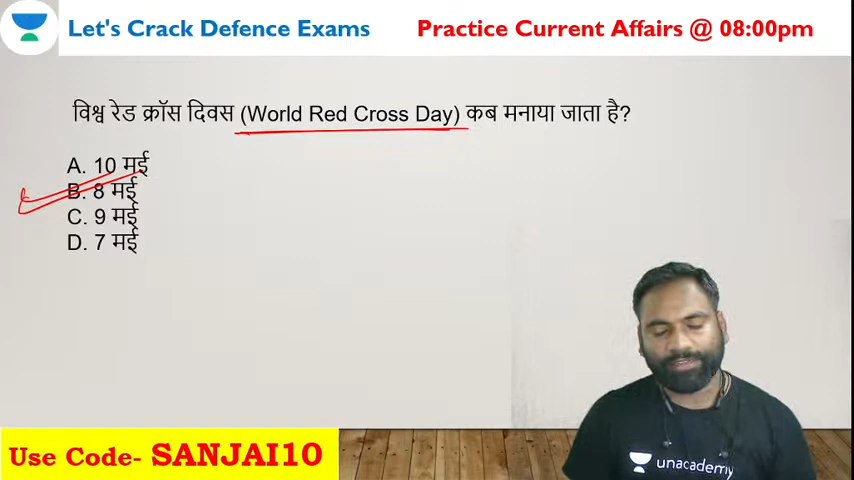 Let's Crack Defence Exams
Practice Current Affairs @ 08:00pm
विश्व रेड क्रॉस दिवस (World Red Cross Day) कब मनाया जाता है?
A. 10 मई
B. 8 मई
C. 9 मई
D. 7 मई
unacademy
Use Code- SANJAI10